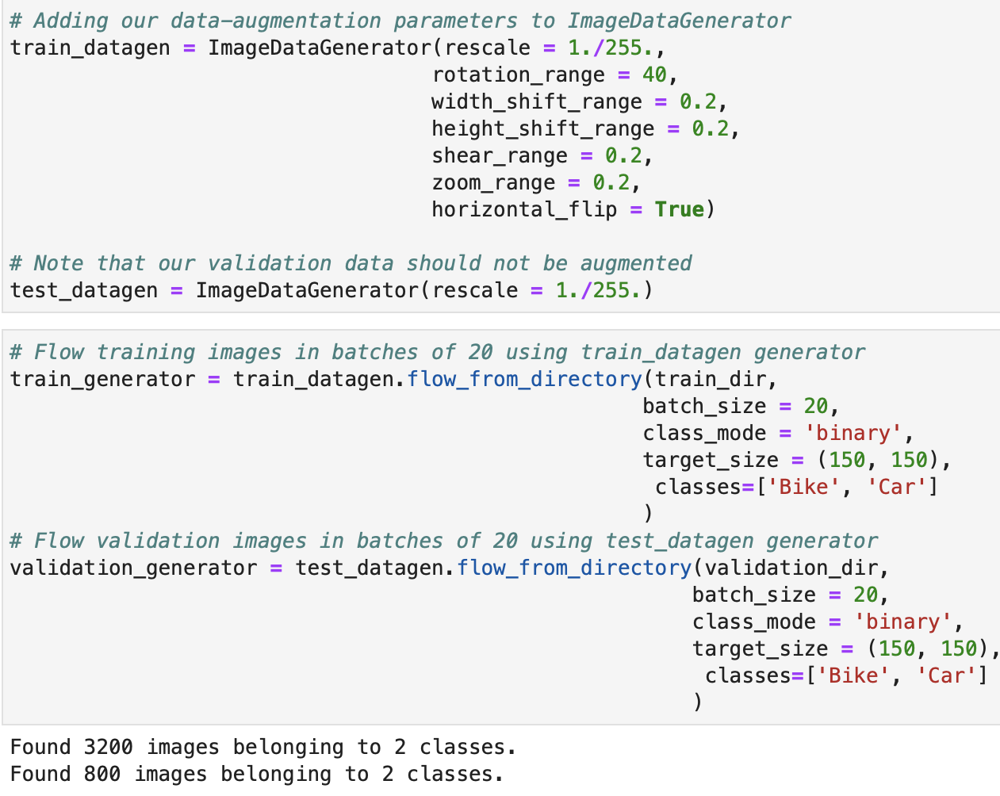 # Adding our data-augmentation parameters to ImageDataGenerator
train_datagen = ImageDataGenerator(rescale = 1./255.,
rotation_range = 40,
width_shift_range = 0.2,
height_shift_range = 0.2,
shear_range = 0.2,
zoom_range = 0.2,
horizontal_flip = True)
# Note that our validation data should not be augmented
test_datagen = ImageDataGenerator(rescale = 1./255.)
# Flow training images in batches of 20 using train_datagen generator
train_generator = train_datagen.flow_from_directory(train_dir,
batch_size = 20,
class_mode = 'binary',
target_size = (150, 150),
classes=['Bike', 'Car']
)
# Flow validation images in batches of 20 using test_datagen generator
validation_generator = test_datagen.flow_from_directory(validation_dir,
batch_size = 20,
class_mode = 'binary',
target_size = (150, 150),
classes=['Bike', 'Car']
)
Found 3200 images belonging to 2 classes.
Found 800 images belonging to 2 classes.